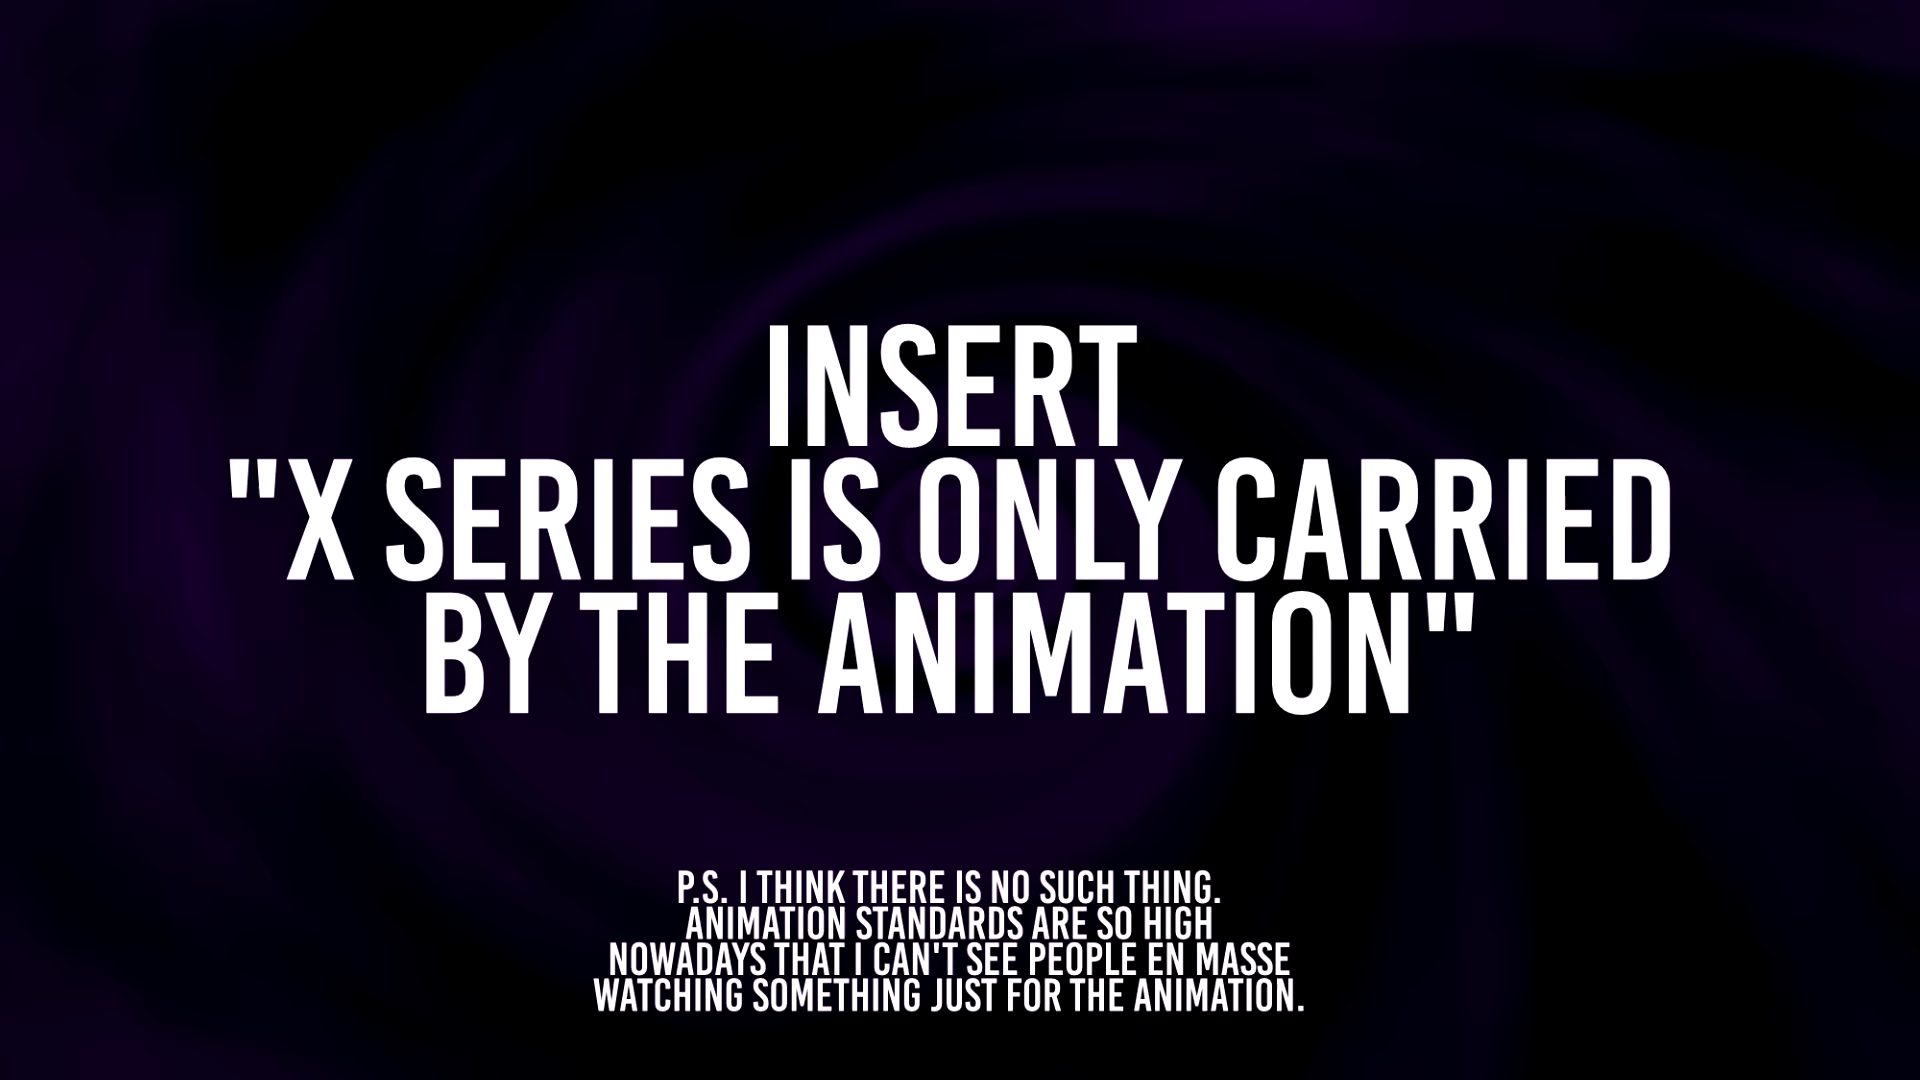 INSERT
"X SERIES IS ONLY CARRIED
BY THE ANIMATION"
P.S. I THINK THERE IS NO SUCH THING.
ANIMATION STANDARDS ARE SO HIGH
NOWADAYS THAT I CAN'T SEE PEOPLE EN MASSE
WATCHING SOMETHING JUST FOR THE ANIMATION.